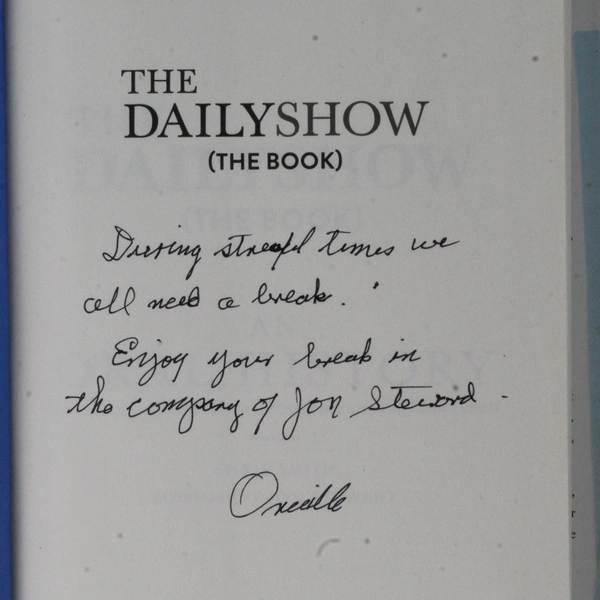 THE
DAILYSHOW
(THE BOOK)
During stressful times we
all need a break.
Enjoy your break in
the company of Jon Steword.